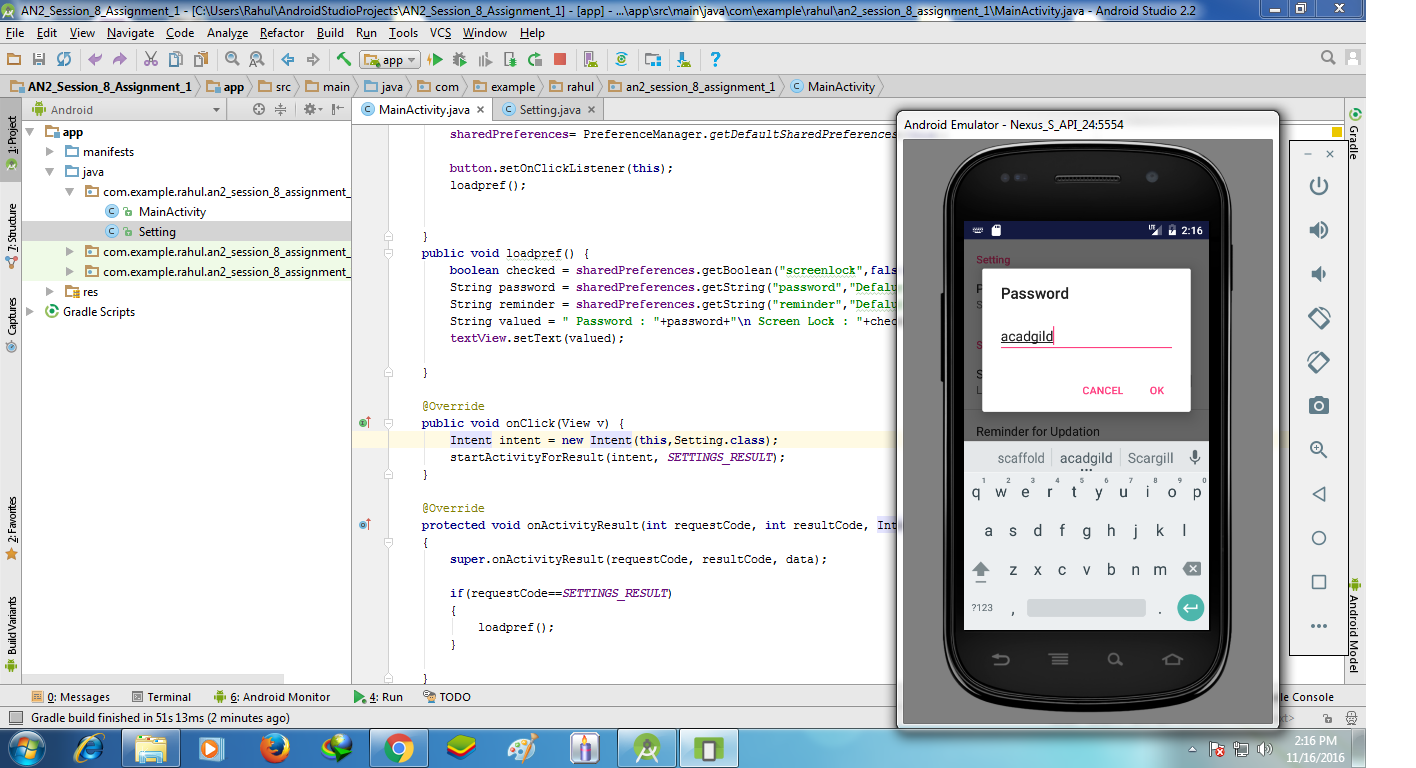 AN2_Session_8_Assignment_1 - [C:\Users\Rahul\AndroidStudioProjects\AN2_Session_8_Assignment_1] - [app] - ...\app\src\main\java\com\example\rahul\an2_session_8_assignment_1\MainActivity.java - Android Studio 2.2
File Edit View Navigate Code Analyze Refactor Build Run Tools VCS Window Help
app
AN2_Session_8_Assignment_1 app src main java com example rahul an2_session_8_assignment_1 MainActivity
Android
MainActivity.java Setting.java
1: Project
7: Structure
Captures
2: Favorites
Build Variants
app
manifests
java
com.example.rahul.an2_session_8_assignment_
MainActivity
Setting
com.example.rahul.an2_session_8_assignment_
com.example.rahul.an2_session_8_assignment_
res
Gradle Scripts
sharedPreferences= PreferenceManager.getDefaultSharedPreferences
button.setOnClickListener(this);
loadpref();
}
public void loadpref() {
boolean checked = sharedPreferences.getBoolean("screenlock",fals
String password = sharedPreferences.getString("password","Defalu
String reminder = sharedPreferences.getString("reminder","Defalu
String valued = " Password : "+password+"\n Screen Lock : "+chec
textView.setText(valued);
}
@Override
public void onClick(View v) {
Intent intent = new Intent(this,Setting.class);
startActivityForResult(intent, SETTINGS_RESULT);
}
@Override
protected void onActivityResult(int requestCode, int resultCode, Int
{
super.onActivityResult(requestCode, resultCode, data);
if(requestCode==SETTINGS_RESULT)
{
loadpref();
}
}
Android Emulator - Nexus_S_API_24:5554
LTE 2:16
Setting
Password
acadgild
CANCEL OK
Reminder for Updation
scaffold acadgild Scargill
1 2 3 4 5 6 7 8 9 0
q w e r t y u i o p
a s d f g h j k l
z x c v b n m
?123 , .
Gradle
Android Model
0: Messages Terminal 6: Android Monitor 4: Run TODO
le Console
Gradle build finished in 51s 13ms (2 minutes ago)
2:16 PM
11/16/2016